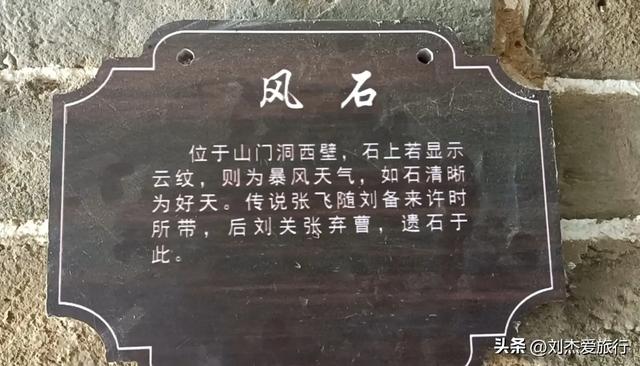 风石
位于山门洞西壁，石上若显示
云纹，则为暴风天气，如石清晰
为好天。传说张飞随刘备来许时
所带，后刘关张弃曹，遗石于
此。
头条 @刘杰爱旅行